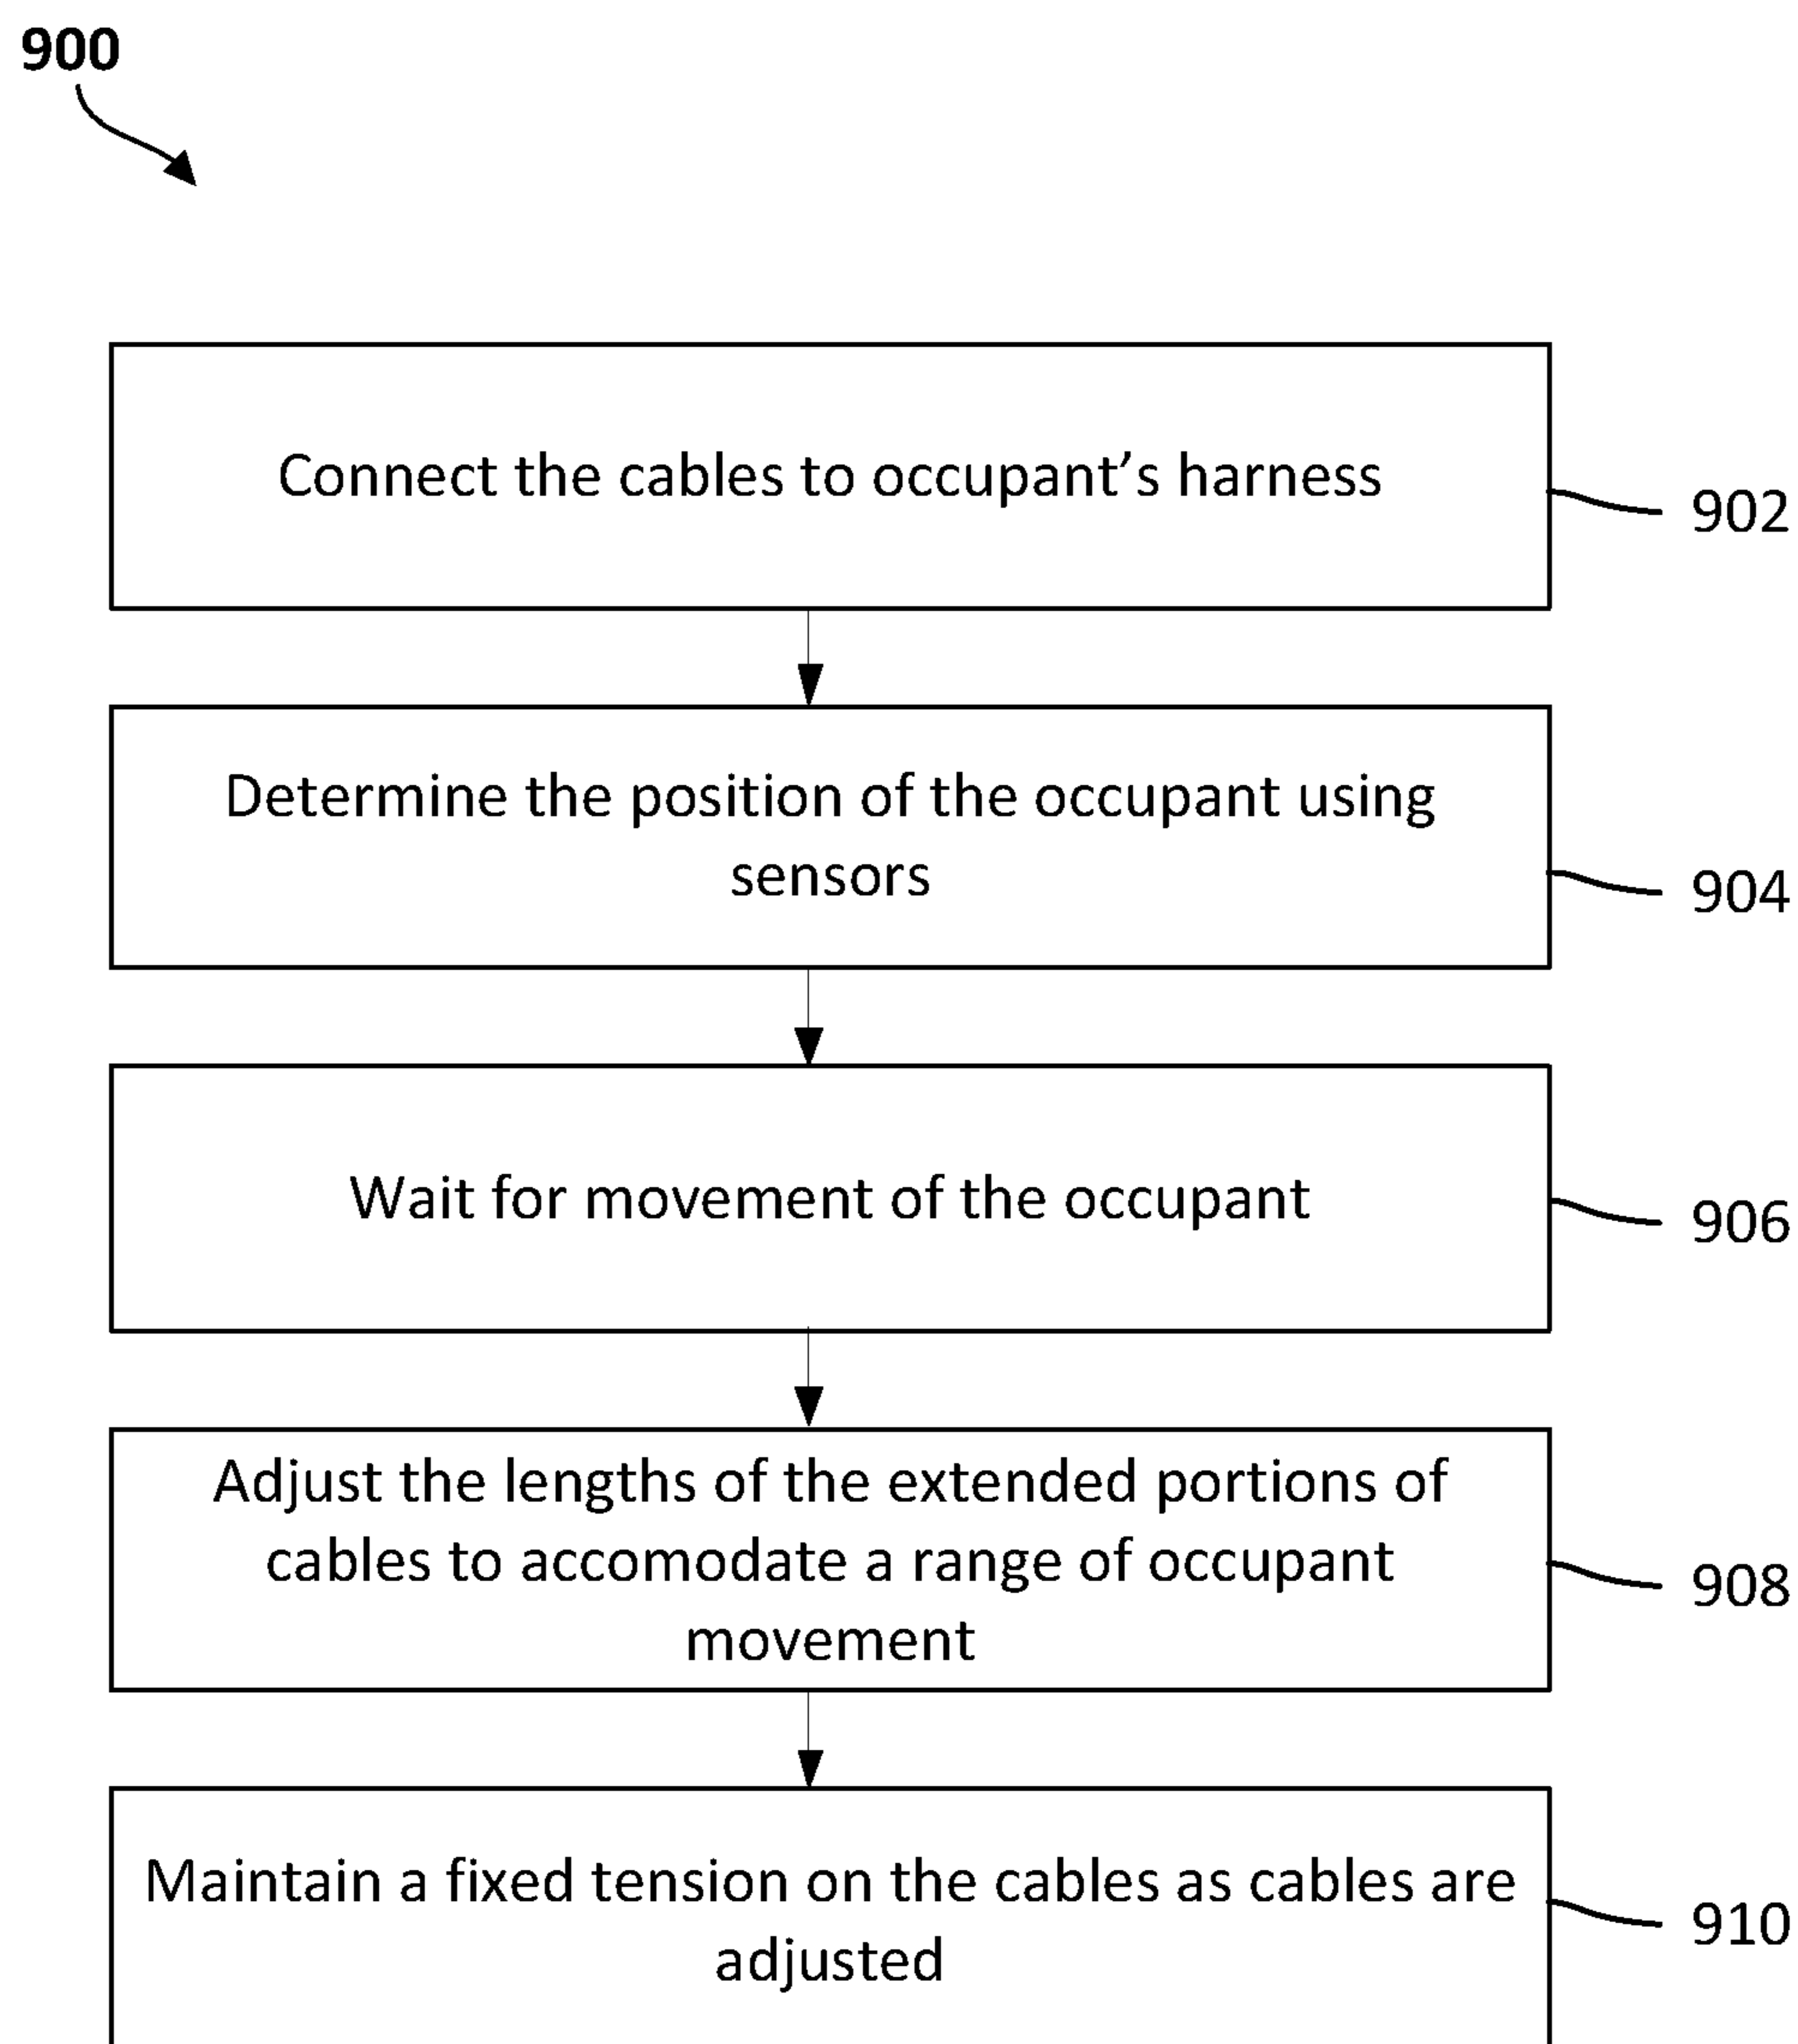 900
Connect the cables to occupant’s harness
902
Determine the position of the occupant using
sensors
904
Wait for movement of the occupant
906
Adjust the lengths of the extended portions of
cables to accomodate a range of occupant
movement
908
Maintain a fixed tension on the cables as cables are
adjusted
910